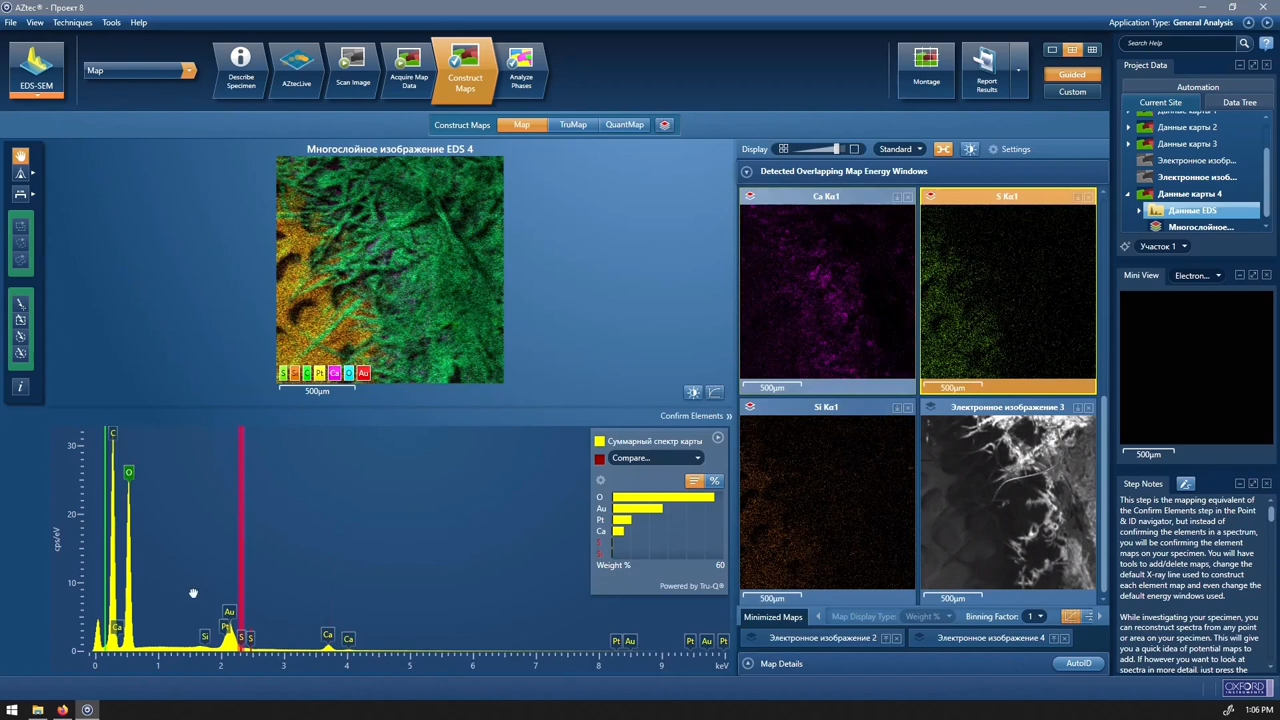 AZtec® - Проект 8
File View Techniques Tools Help
Application Type: General Analysis
EDS-SEM
Map
Describe Specimen
AZtecLive
Scan Image
Acquire Map Data
Construct Maps
Analyze Phases
Montage
Report Results
Guided
Custom
Search Help
Construct Maps Map TruMap QuantMap
Многослойное изображение EDS 4
S Si C Pt Ca O Au
500µm
Confirm Elements »
cps/eV
30
20
10
0
C
O
Ca
Si
Au
Pt
S
S
Ca
Ca
Pt
Au
Pt
Au
Pt
0 1 2 3 4 5 6 7 8 9 keV
Суммарный спектр карты
Compare...
%
O
Au
Pt
Ca
Weight % 60
Powered by Tru-Q®
Display Standard Settings
Detected Overlapping Map Energy Windows
Ca Kα1
500µm
S Kα1
500µm
Si Kα1
500µm
Электронное изображение 3
500µm
Minimized Maps Map Display Type: Weight % Binning Factor: 1
Электронное изображение 2
Электронное изображение 4
Map Details AutoID
Project Data
Automation
Current Site Data Tree
Данные карты 2
Данные карты 3
Электронное изобр...
Электронное изоб...
Данные карты 4
Данные EDS
Многослойное...
Участок 1
Mini View Electron...
500µm
Step Notes
This step is the mapping equivalent of
the Confirm Elements step in the Point
& ID navigator, but instead of
confirming the elements in a spectrum,
you will be confirming the element
maps on your specimen. You will have
tools to add/delete maps, change the
default X-ray line used to construct
each element map and even change the
default energy windows used.
While investigating your specimen, you
can reconstruct spectra from any point
or area on your specimen. This will give
you a quick idea of potential maps to
add. If however you want to look at
spectra in more detail, just press the
OXFORD
INSTRUMENTS
1:06 PM